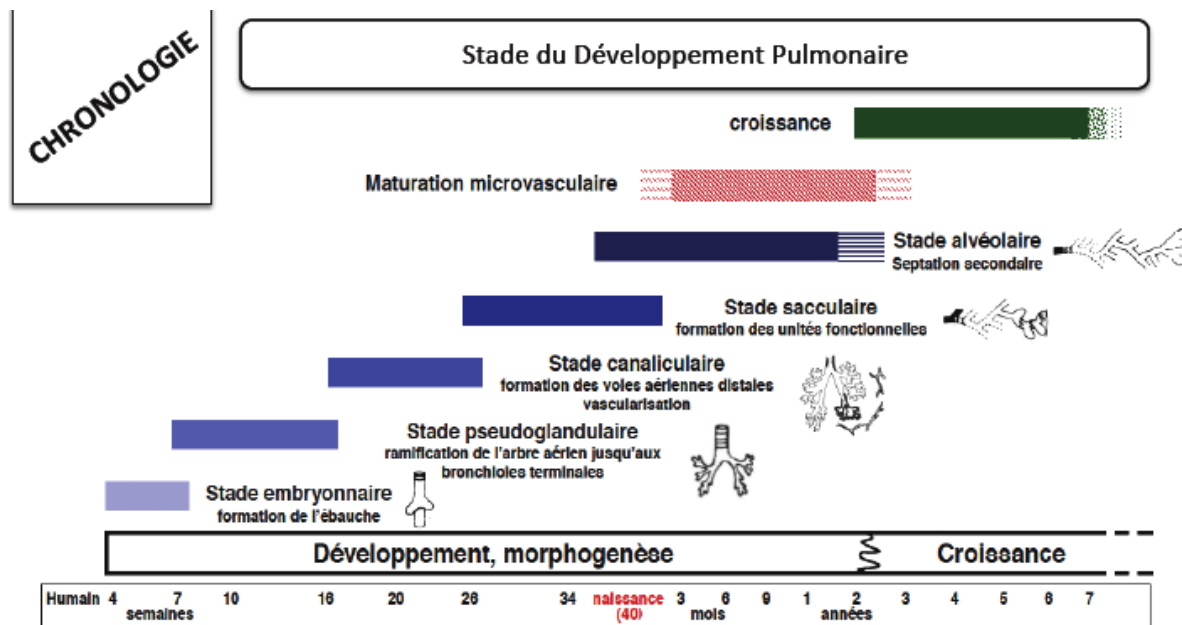 CHRONOLOGIE
Stade du Développement Pulmonaire
croissance
Maturation microvasculaire
Stade alvéolaire
Septation secondaire
Stade sacculaire
formation des unités fonctionnelles
Stade canaliculaire
formation des voies aériennes distales
vascularisation
Stade pseudoglandulaire
ramification de l'arbre aérien jusqu'aux
bronchioles terminales
Stade embryonnaire
formation de l'ébauche
Développement, morphogenèse Croissance
Humain 4 7 10 16 20 26 34 naissance 3 6 9 1 2 3 4 5 6 7
semaines (40) mois années